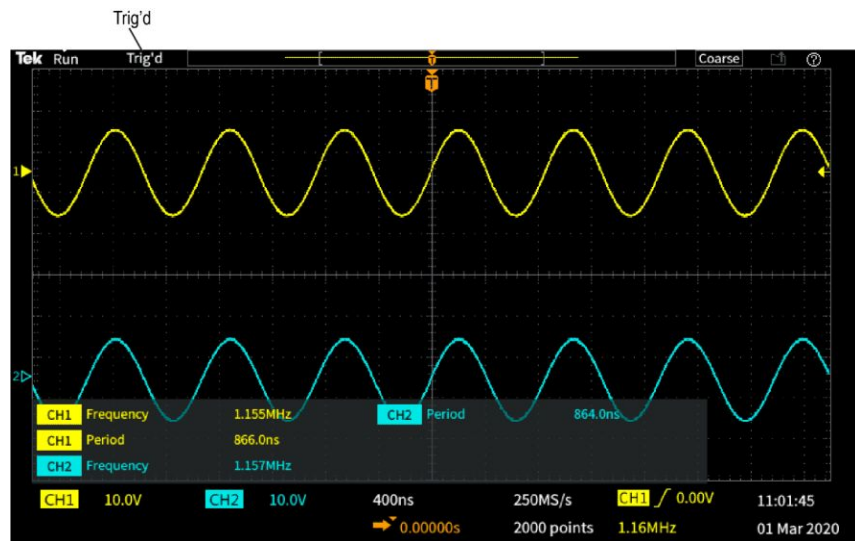 Trig'd
Tek Run Trig'd T Coarse ?
T
1
2
CH1 Frequency 1.155MHz CH2 Period 864.0ns
CH1 Period 866.0ns
CH2 Frequency 1.157MHz
CH1 10.0V CH2 10.0V 400ns 250MS/s CH1 0.00V 11:01:45
0.00000s 2000 points 1.16MHz 01 Mar 2020